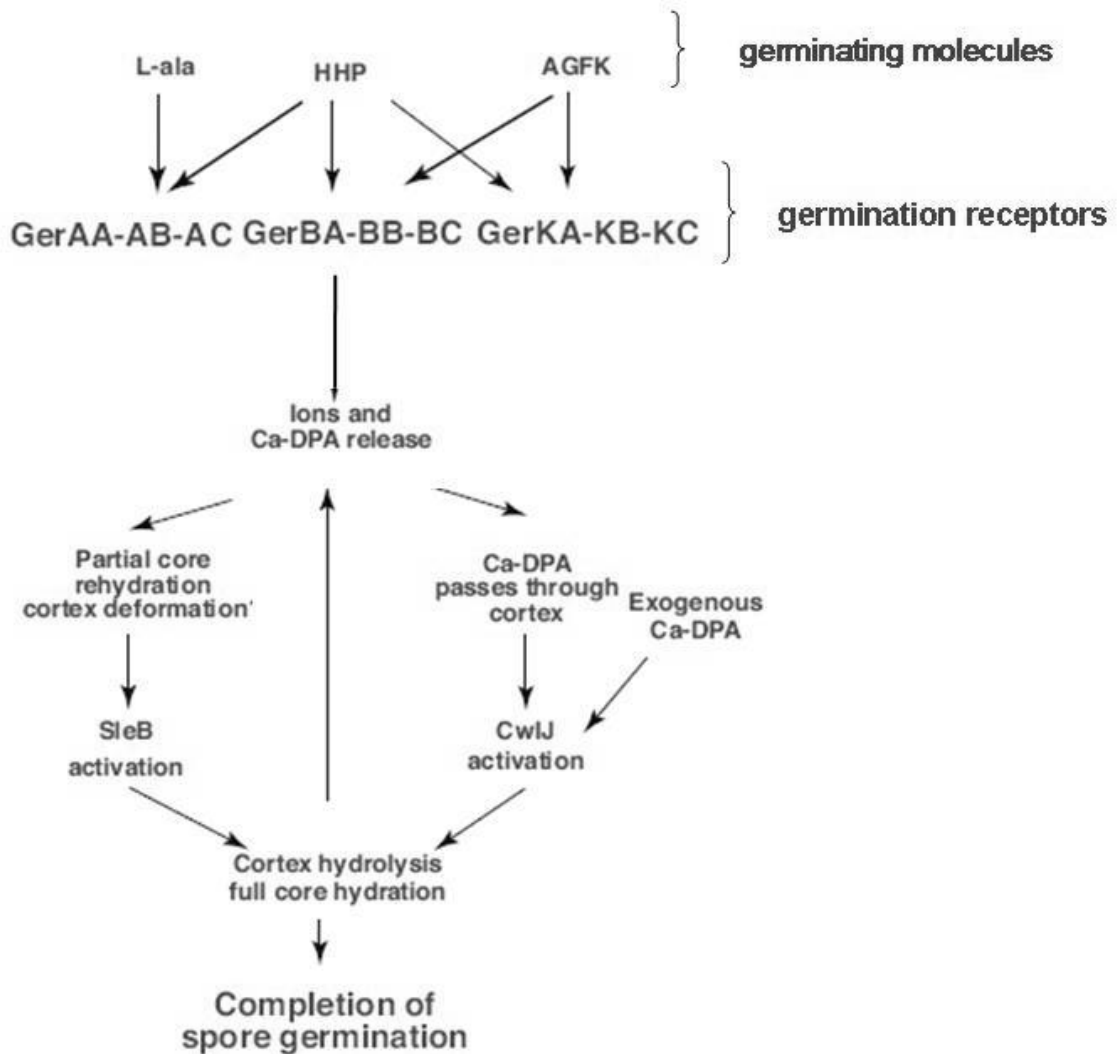 L-ala
HHP
AGFK
germinating molecules
GerAA-AB-AC GerBA-BB-BC GerKA-KB-KC
germination receptors
Ions and
Ca-DPA release
Partial core
rehydration
cortex deformation'
Ca-DPA
passes through
cortex
Exogenous
Ca-DPA
SleB
activation
CwlJ
activation
Cortex hydrolysis
full core hydration
Completion of
spore germination